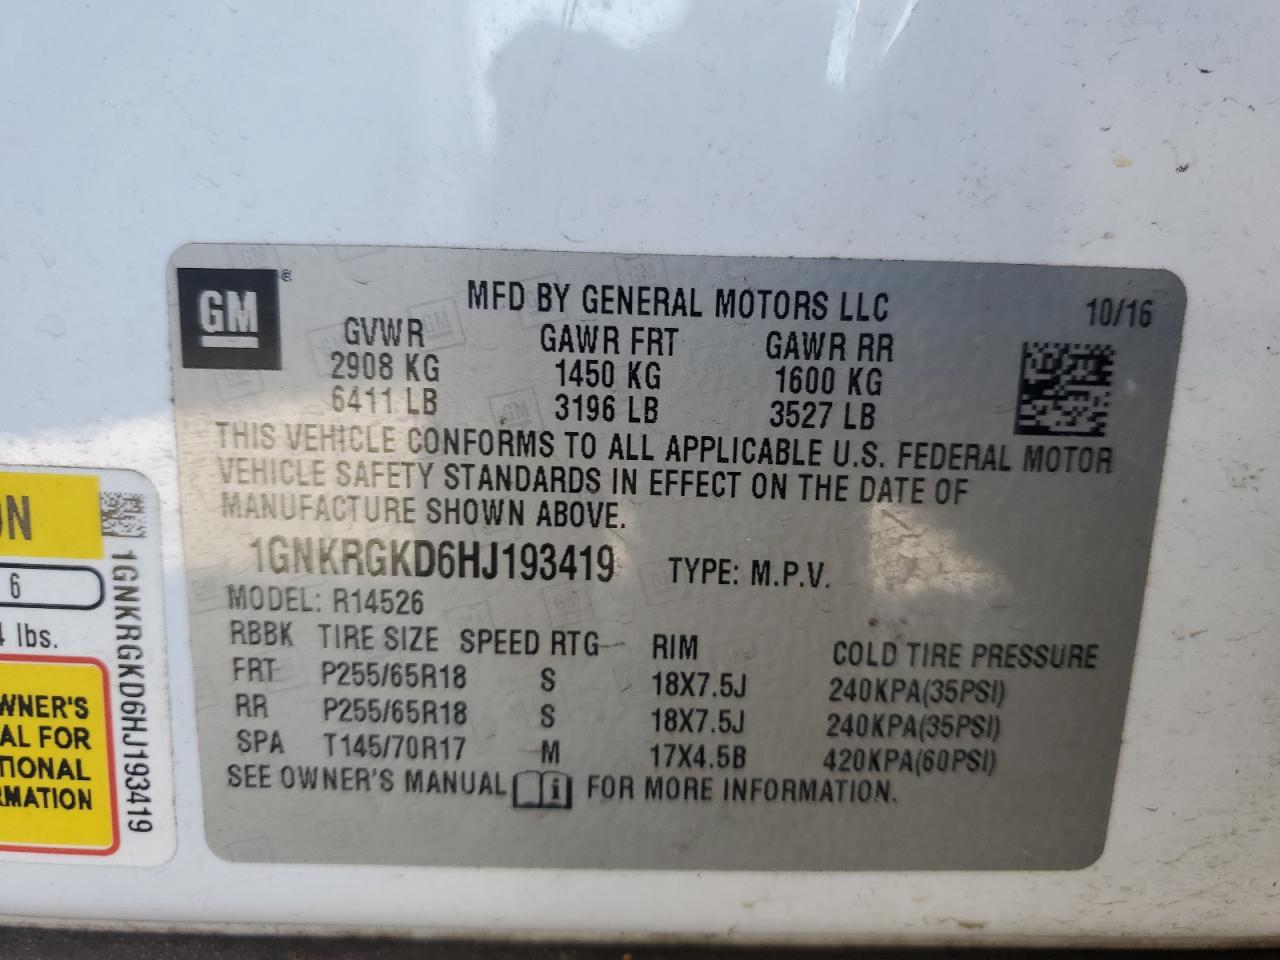 GM
®
MFD BY GENERAL MOTORS LLC
10/16
GVWR GAWR FRT GAWR RR
2908 KG 1450 KG 1600 KG
6411 LB 3196 LB 3527 LB
THIS VEHICLE CONFORMS TO ALL APPLICABLE U.S. FEDERAL MOTOR
VEHICLE SAFETY STANDARDS IN EFFECT ON THE DATE OF
MANUFACTURE SHOWN ABOVE.
1GNKRGKD6HJ193419 TYPE: M.P.V.
MODEL: R14526
RBBK TIRE SIZE SPEED RTG RIM COLD TIRE PRESSURE
FRT P255/65R18 S 18X7.5J 240KPA(35PSI)
RR P255/65R18 S 18X7.5J 240KPA(35PSI)
SPA T145/70R17 M 17X4.5B 420KPA(60PSI)
SEE OWNER'S MANUAL i FOR MORE INFORMATION.
ON
6
4 lbs.
WNER'S
AL FOR
TIONAL
RMATION
1GNKRGKD6HJ193419